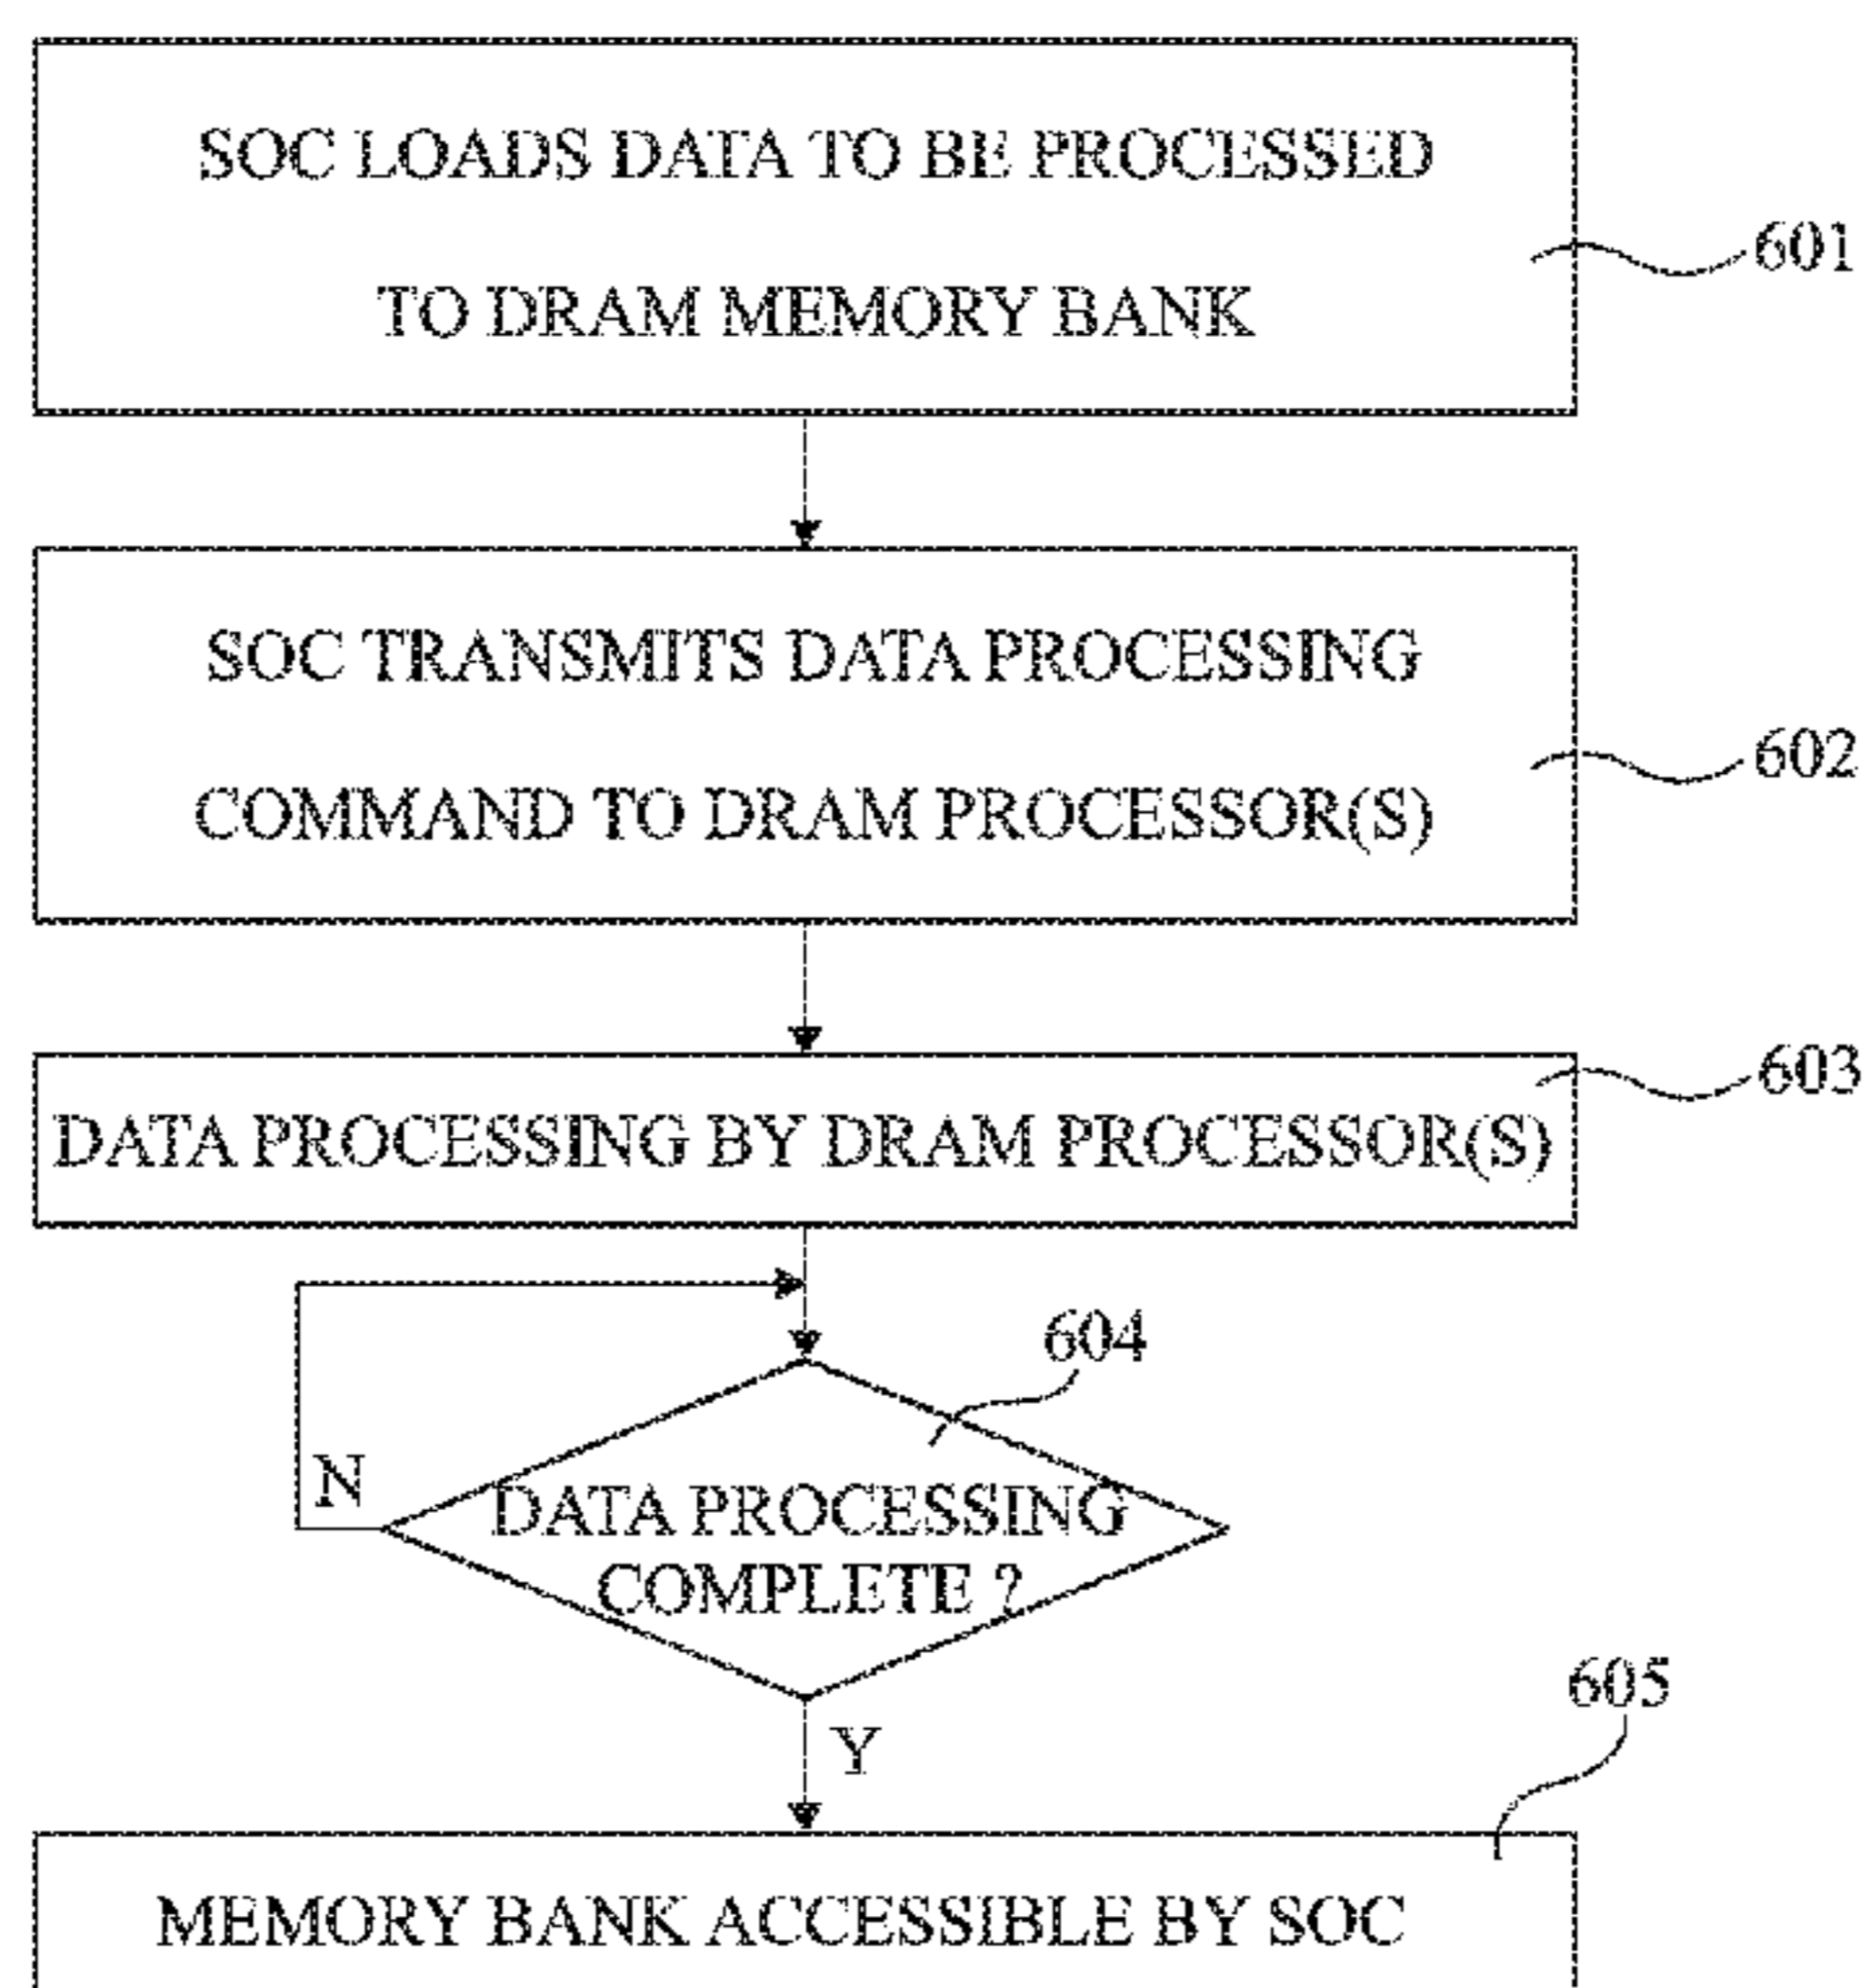 SOC LOADS DATA TO BE PROCESSED
TO DRAM MEMORY BANK
601
SOC TRANSMITS DATA PROCESSING
COMMAND TO DRAM PROCESSOR(S)
602
603
DATA PROCESSING BY DRAM PROCESSOR(S)
604
N
DATA PROCESSING
COMPLETE ?
605
Y
MEMORY BANK ACCESSIBLE BY SOC